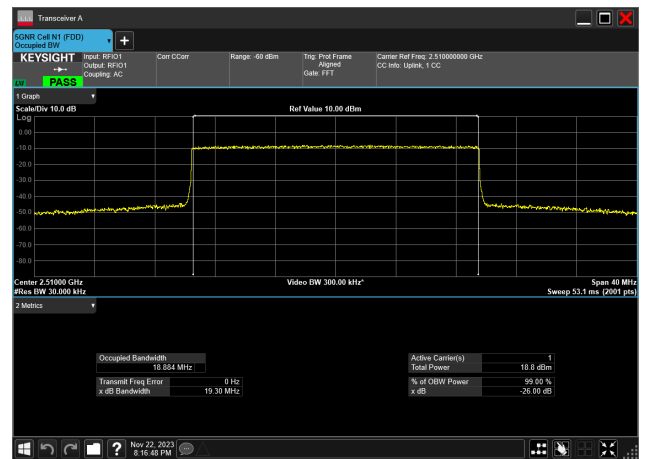 Transceiver A
5GNR Cell N1 (FDD)
Occupied BW
KEYSIGHT
LXI
PASS
Input: RFIO1
Output: RFIO1
Coupling: AC
Corr CCorr
Range: -60 dBm
Trig: Prot Frame
Aligned
Gate: FFT
Carrier Ref Freq: 2.510000000 GHz
CC Info: Uplink, 1 CC
1 Graph
Scale/Div 10.0 dB
Ref Value 10.00 dBm
Log
0.00
-10.0
-20.0
-30.0
-40.0
-50.0
-60.0
-70.0
-80.0
Center 2.51000 GHz
Video BW 300.00 kHz*
Span 40 MHz
#Res BW 30.000 kHz
Sweep 53.1 ms (2001 pts)
2 Metrics
Occupied Bandwidth
18.884 MHz
Active Carrier(s) 1
Total Power 18.8 dBm
Transmit Freq Error 0 Hz
x dB Bandwidth 19.30 MHz
% of OBW Power 99.00 %
x dB -26.00 dB
Nov 22, 2023
8:16:48 PM